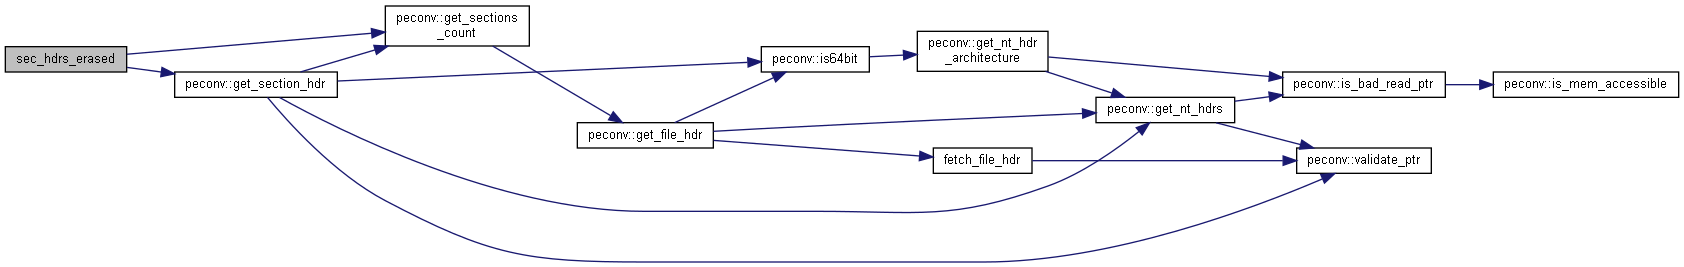 sec_hdrs_erased
peconv::get_sections
_count
peconv::get_section_hdr
peconv::get_file_hdr
peconv::is64bit
peconv::get_nt_hdr
_architecture
peconv::get_nt_hdrs
fetch_file_hdr
peconv::is_bad_read_ptr
peconv::validate_ptr
peconv::is_mem_accessible